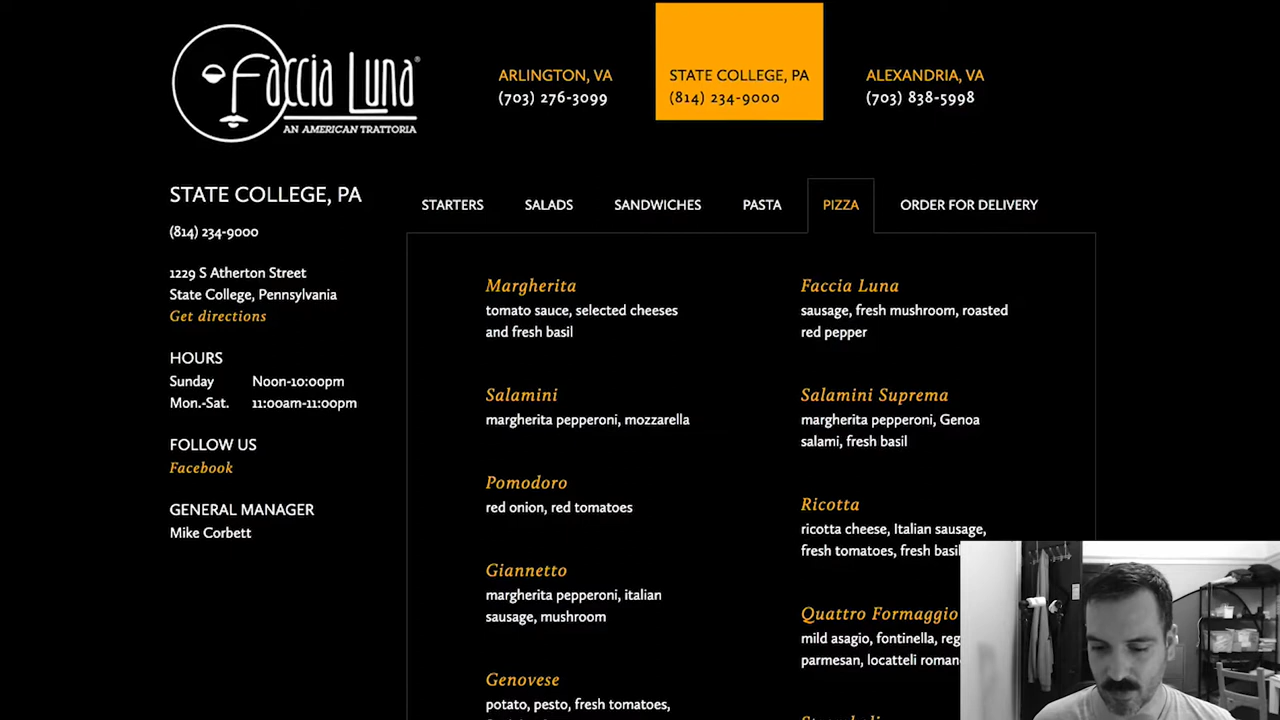 Faccia Luna®
AN AMERICAN TRATTORIA
ARLINGTON, VA
(703) 276-3099
STATE COLLEGE, PA
(814) 234-9000
ALEXANDRIA, VA
(703) 838-5998
STATE COLLEGE, PA
(814) 234-9000
1229 S Atherton Street
State College, Pennsylvania
Get directions
HOURS
Sunday Noon-10:00pm
Mon.-Sat. 11:00am-11:00pm
FOLLOW US
Facebook
GENERAL MANAGER
Mike Corbett
STARTERS SALADS SANDWICHES PASTA PIZZA ORDER FOR DELIVERY
Margherita
tomato sauce, selected cheeses
and fresh basil
Salamini
margherita pepperoni, mozzarella
Pomodoro
red onion, red tomatoes
Giannetto
margherita pepperoni, italian
sausage, mushroom
Genovese
potato, pesto, fresh tomatoes,
Faccia Luna
sausage, fresh mushroom, roasted
red pepper
Salamini Suprema
margherita pepperoni, Genoa
salami, fresh basil
Ricotta
ricotta cheese, Italian sausage,
fresh tomatoes, fresh basil
Quattro Formaggio
mild asagio, fontinella,
parmesan, locatelli